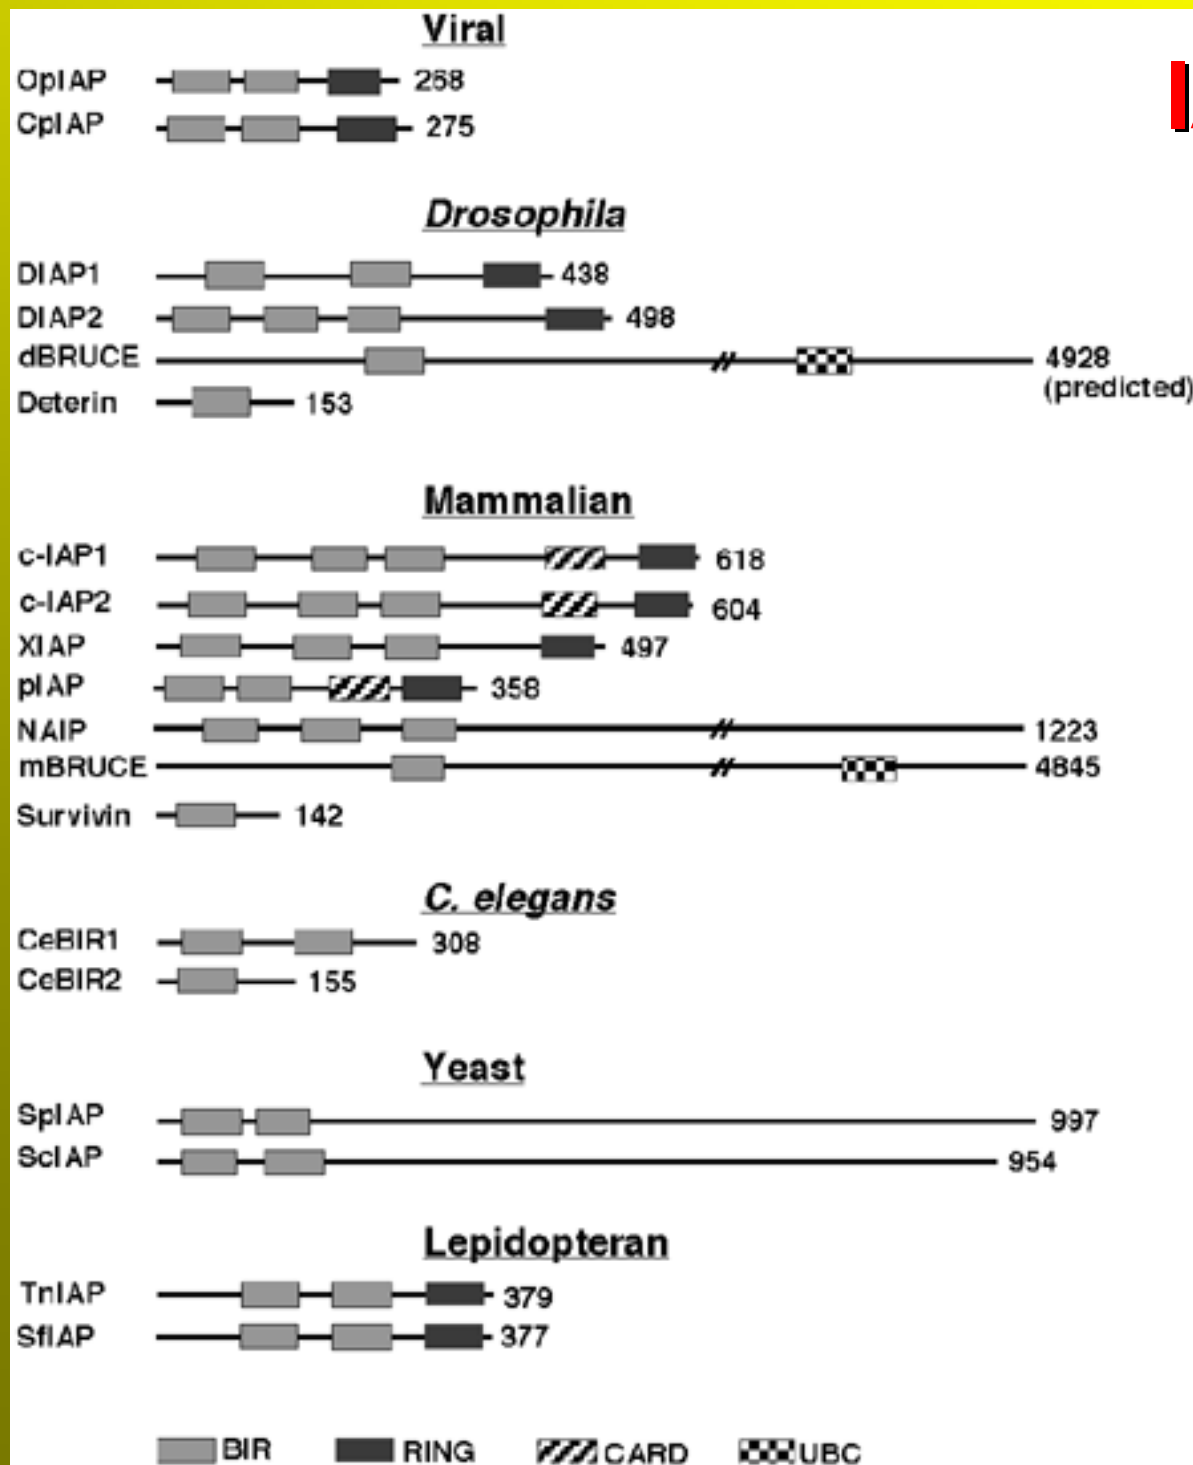 Viral
OpIAP 268
CpIAP 275
Drosophila
DIAP1 438
DIAP2 498
dBRUCE 4928
(predicted)
Deterin 153
Mammalian
c-IAP1 618
c-IAP2 604
XIAP 497
pIAP 358
NAIP 1223
mBRUCE 4845
Survivin 142
C. elegans
CeBIR1 308
CeBIR2 155
Yeast
SpIAP 997
ScIAP 954
Lepidopteran
TnIAP 379
SfIAP 377
BIR RING CARD UBC